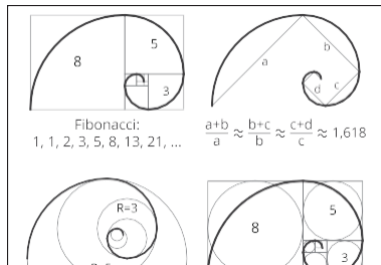 8
5
3
Fibonacci:
1, 1, 2, 3, 5, 8, 13, 21, ...
a
b
c
d
a+b/a ≈ b+c/b ≈ c+d/c ≈ 1,618
R=3
8
5
3